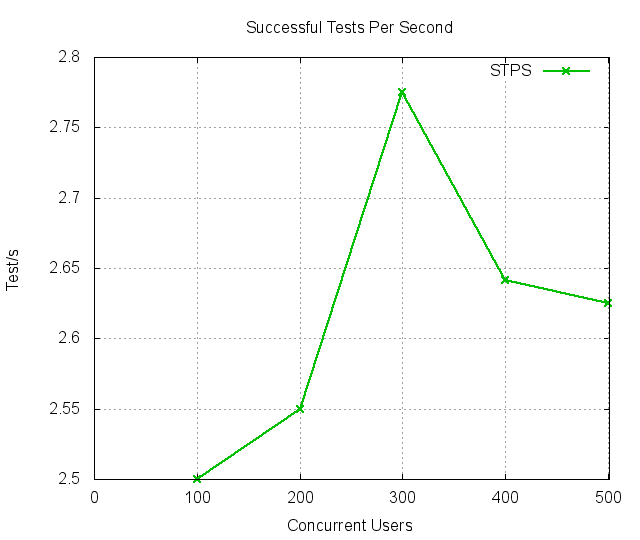 Successful Tests Per Second
2.8
STPS
2.75
2.7
2.65
2.6
2.55
2.5
Test/s
0 100 200 300 400 500
Concurrent Users